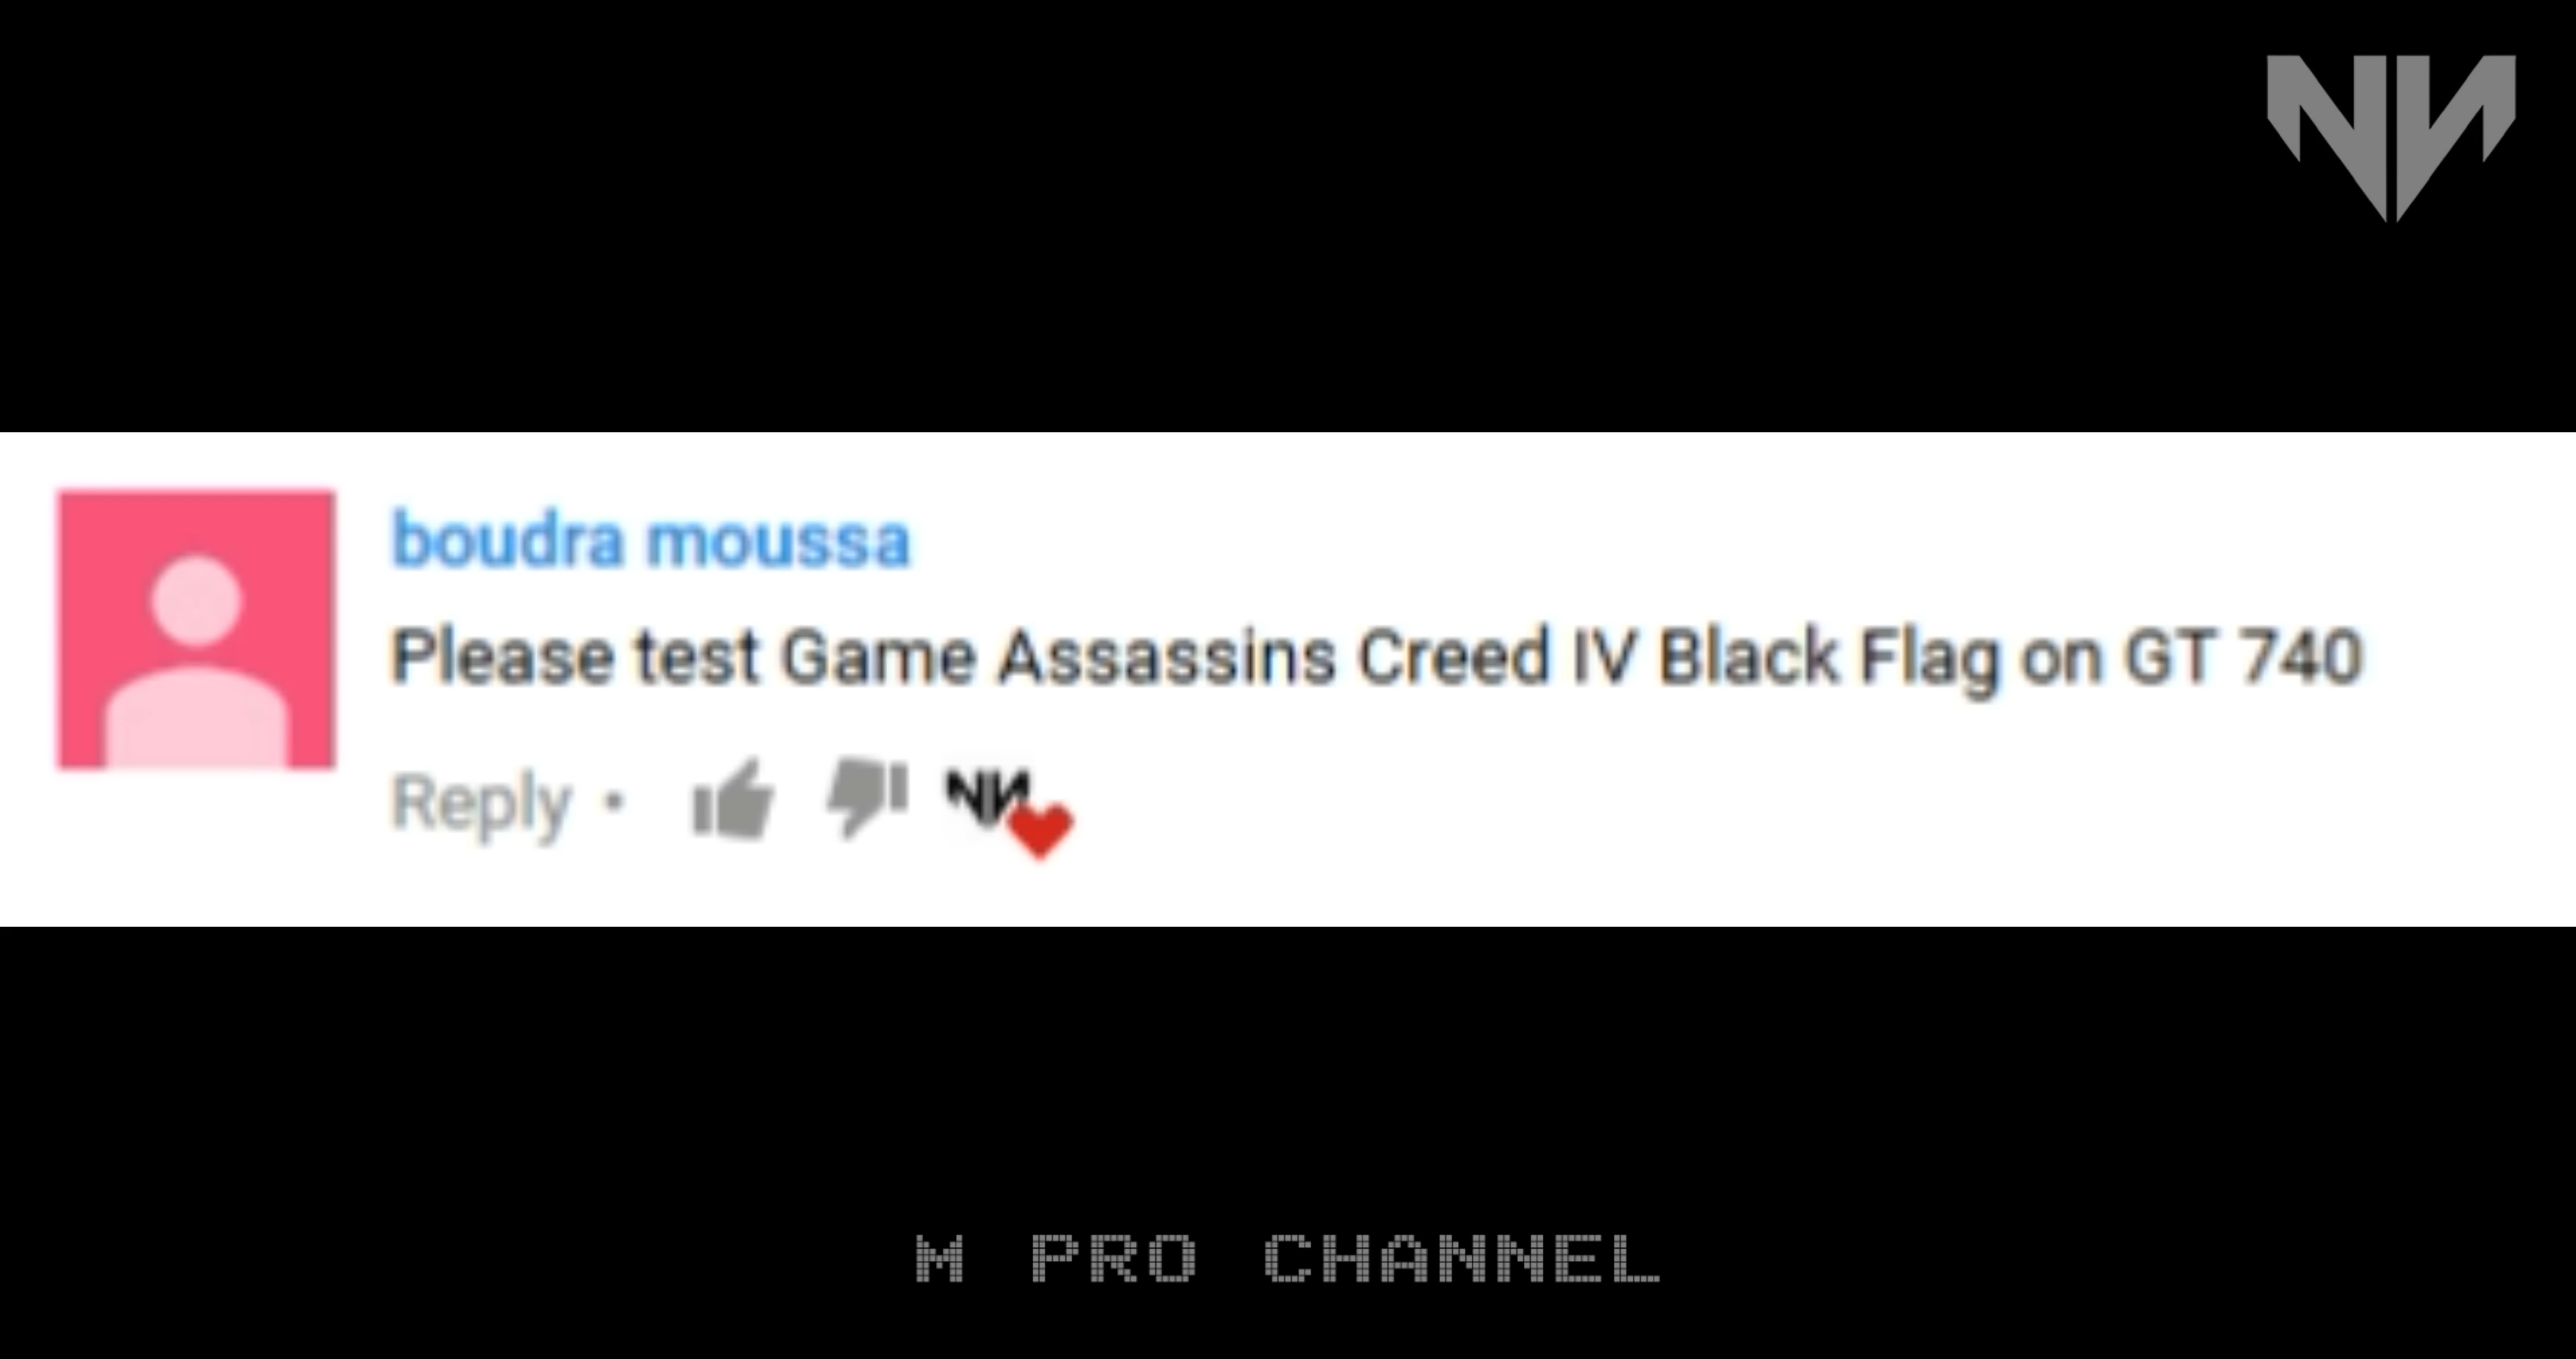 boudra moussa
Please test Game Assassins Creed IV Black Flag on GT 740
Reply •
M PRO CHANNEL